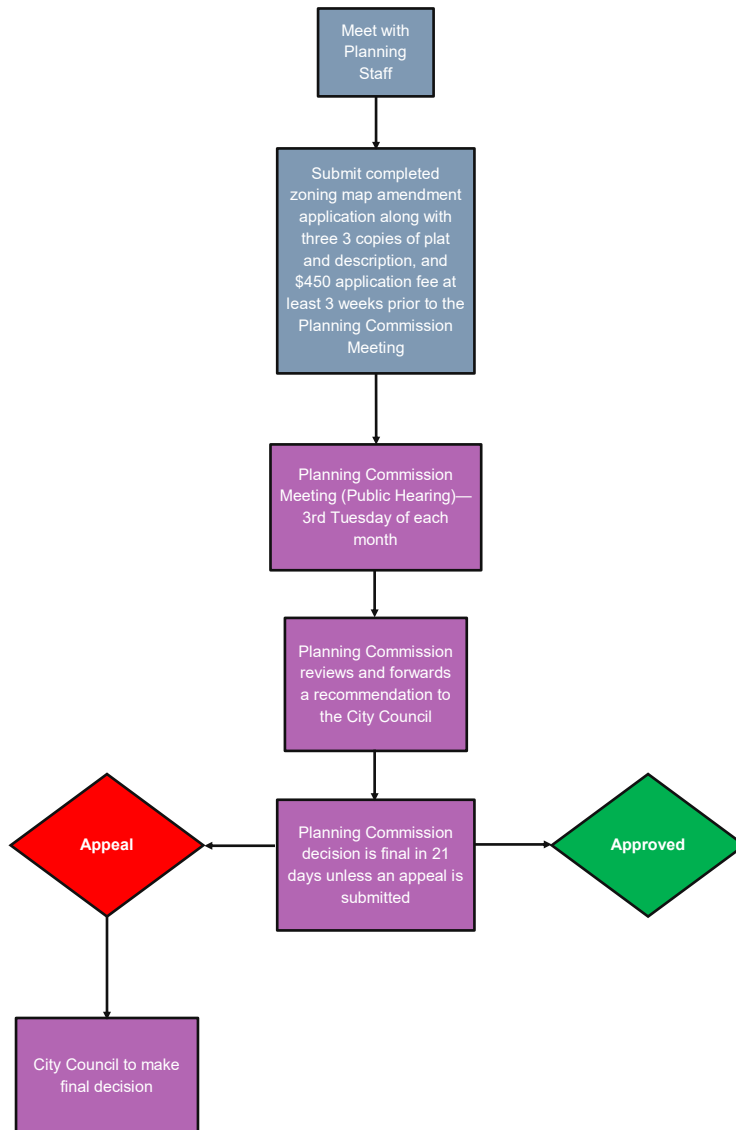 Meet with
Planning
Staff
Submit completed
zoning map amendment
application along with
three 3 copies of plat
and description, and
$450 application fee at
least 3 weeks prior to the
Planning Commission
Meeting
Planning Commission
Meeting (Public Hearing)—
3rd Tuesday of each
month
Planning Commission
reviews and forwards
a recommendation to
the City Council
Appeal
Planning Commission
decision is final in 21
days unless an appeal is
submitted
Approved
City Council to make
final decision